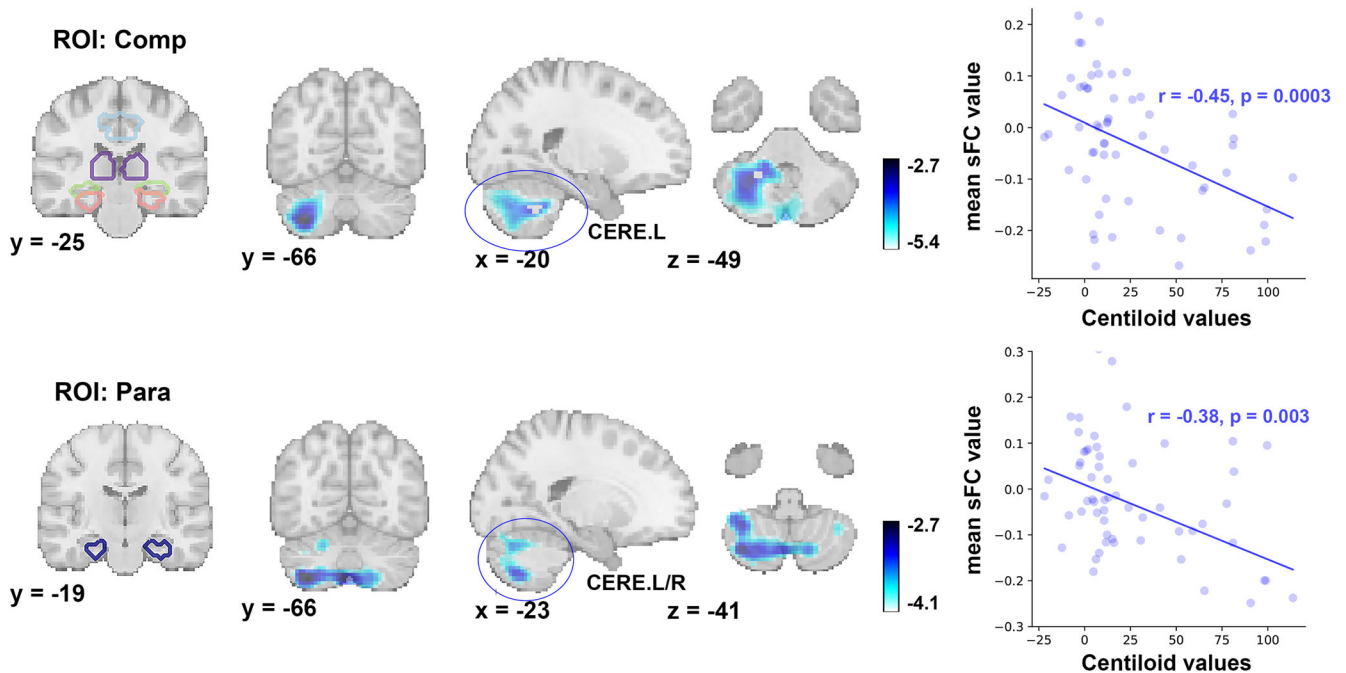 ROI: Comp
y = -25
y = -66
x = -20
CERE.L
z = -49
-2.7
-5.4
mean sFC value
0.2
0.1
0.0
−0.1
−0.2
r = -0.45, p = 0.0003
−25 0 25 50 75 100
Centiloid values
ROI: Para
y = -19
y = -66
x = -23
CERE.L/R
z = -41
-2.7
-4.1
mean sFC value
0.3
0.2
0.1
0.0
−0.1
−0.2
−0.3
r = -0.38, p = 0.003
−25 0 25 50 75 100
Centiloid values